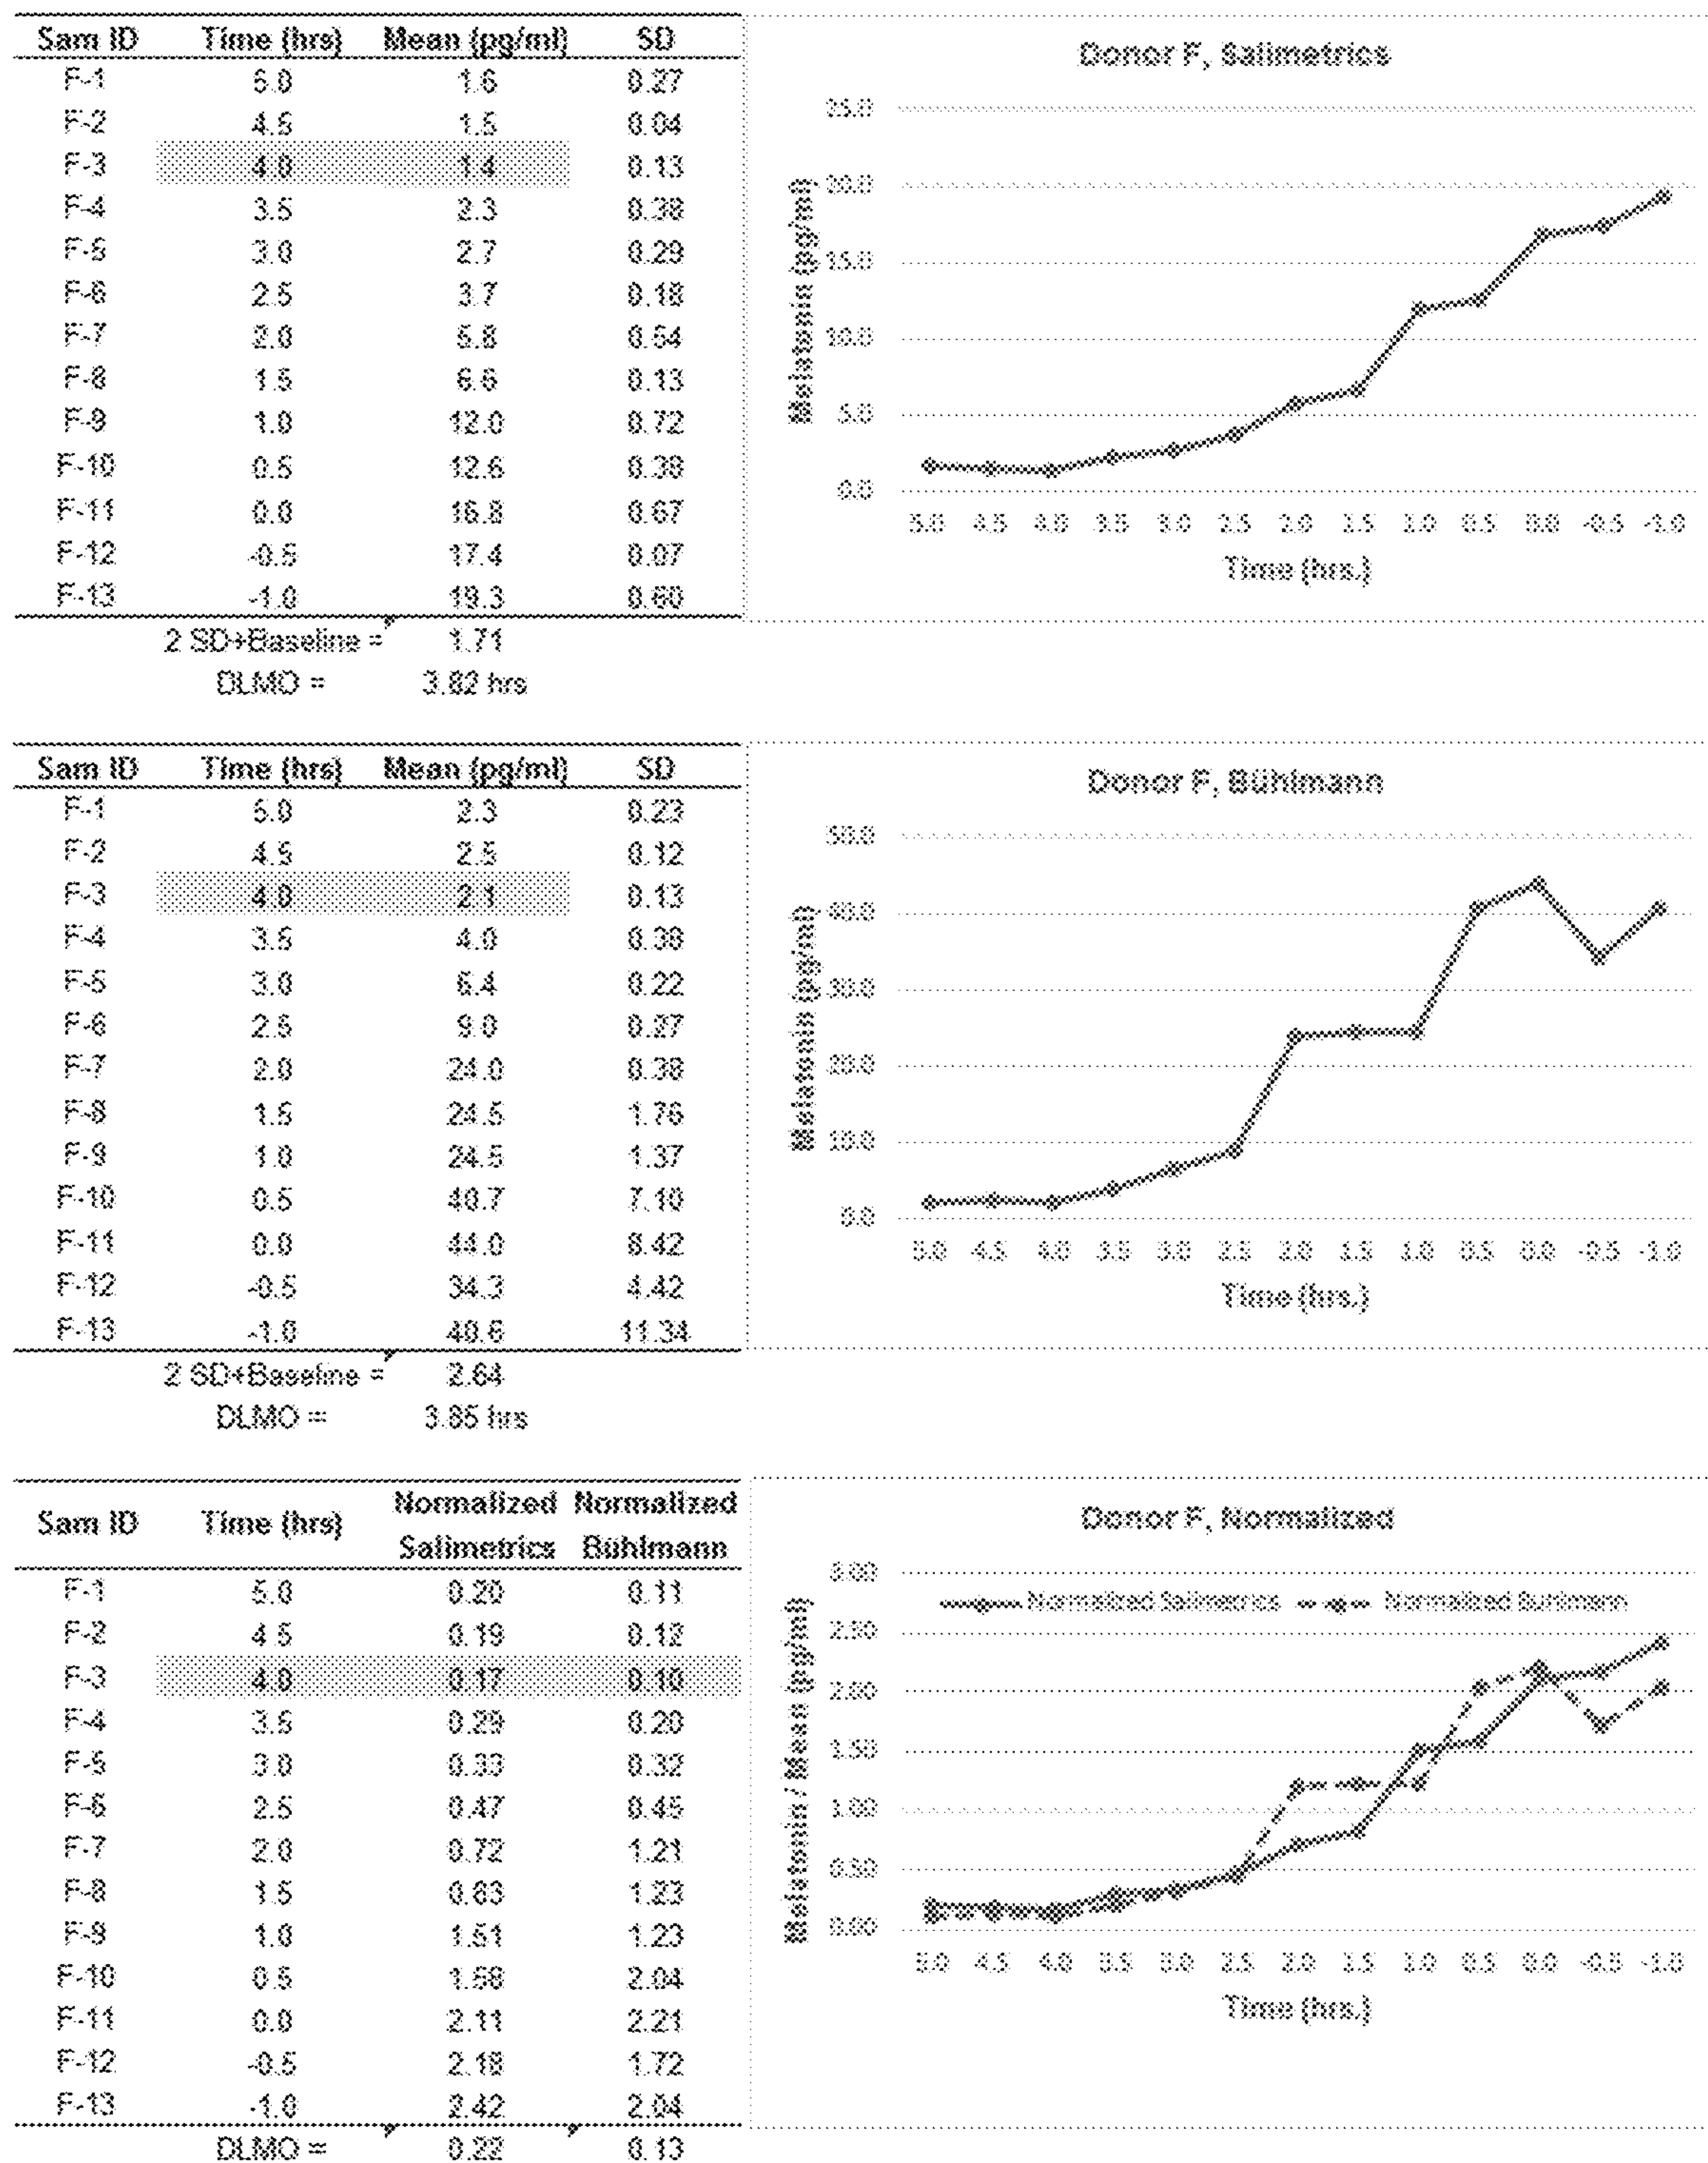 Sam ID Time (hrs) Mean (pg/ml) SD
F-1 5.0 1.6 0.27
F-2 4.5 1.5 0.04
F-3 4.0 1.4 0.13
F-4 3.5 2.3 0.38
F-5 3.0 2.7 0.29
F-6 2.5 3.7 0.18
F-7 2.0 5.8 0.54
F-8 1.5 6.6 0.13
F-9 1.0 12.0 0.72
F-10 0.5 12.6 0.38
F-11 0.0 16.8 0.67
F-12 -0.5 17.4 0.07
F-13 -1.0 19.3 0.60
2 SD+Baseline = 1.71
DLMO = 3.82 hrs
Donor F, Salimetrics
Melatonin (pg/ml)
25.0
20.0
15.0
10.0
5.0
0.0
5.0 4.5 4.0 3.5 3.0 2.5 2.0 1.5 1.0 0.5 0.0 -0.5 -1.0
Time (hrs.)
Sam ID Time (hrs) Mean (pg/ml) SD
F-1 5.0 2.3 0.23
F-2 4.5 2.5 0.12
F-3 4.0 2.1 0.13
F-4 3.5 4.0 0.38
F-5 3.0 6.4 0.22
F-6 2.5 9.0 0.27
F-7 2.0 24.0 0.38
F-8 1.5 24.5 1.76
F-9 1.0 24.5 1.37
F-10 0.5 40.7 7.10
F-11 0.0 44.0 8.42
F-12 -0.5 34.3 4.42
F-13 -1.0 40.6 11.34
2 SD+Baseline = 2.64
DLMO = 3.85 hrs
Donor F, Bühlmann
Melatonin (pg/ml)
50.0
40.0
30.0
20.0
10.0
0.0
5.0 4.5 4.0 3.5 3.0 2.5 2.0 1.5 1.0 0.5 0.0 -0.5 -1.0
Time (hrs.)
Sam ID Time (hrs) Normalized Salimetrics Normalized Bühlmann
F-1 5.0 0.20 0.11
F-2 4.5 0.19 0.12
F-3 4.0 0.17 0.10
F-4 3.5 0.29 0.20
F-5 3.0 0.33 0.32
F-6 2.5 0.47 0.45
F-7 2.0 0.72 1.21
F-8 1.5 0.83 1.23
F-9 1.0 1.51 1.23
F-10 0.5 1.58 2.04
F-11 0.0 2.11 2.21
F-12 -0.5 2.18 1.72
F-13 -1.0 2.42 2.04
DLMO = 0.22 0.13
Donor F, Normalized
Melatonin / Mean (pg/ml)
3.00
Normalized Salimetrics Normalized Buhlmann
2.50
2.00
1.50
1.00
0.50
0.00
5.0 4.5 4.0 3.5 3.0 2.5 2.0 1.5 1.0 0.5 0.0 -0.5 -1.0
Time (hrs.)